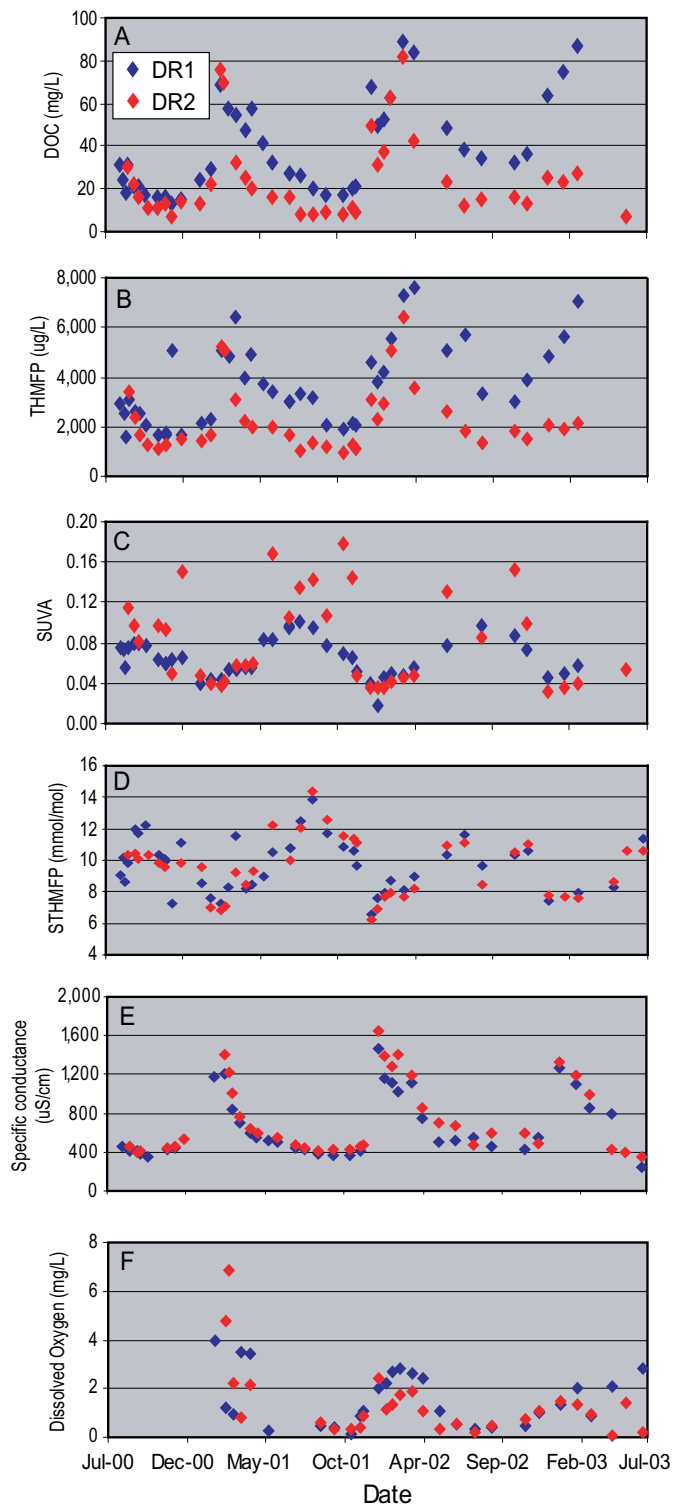 A
DOC (mg/L)
100
80
60
40
20
0
DR1
DR2
B
THMFP (ug/L)
8,000
6,000
4,000
2,000
0
C
SUVA
0.20
0.16
0.12
0.08
0.04
0.00
D
STHMFP (mmol/mol)
16
14
12
10
8
6
4
E
Specific conductance
(uS/cm)
2,000
1,600
1200
800
400
0
F
Dissolved Oxygen (mg/L)
8
6
4
2
0
Jul-00 Dec-00 May-01 Oct-01 Apr-02 Sep-02 Feb-03 Jul-03
Date